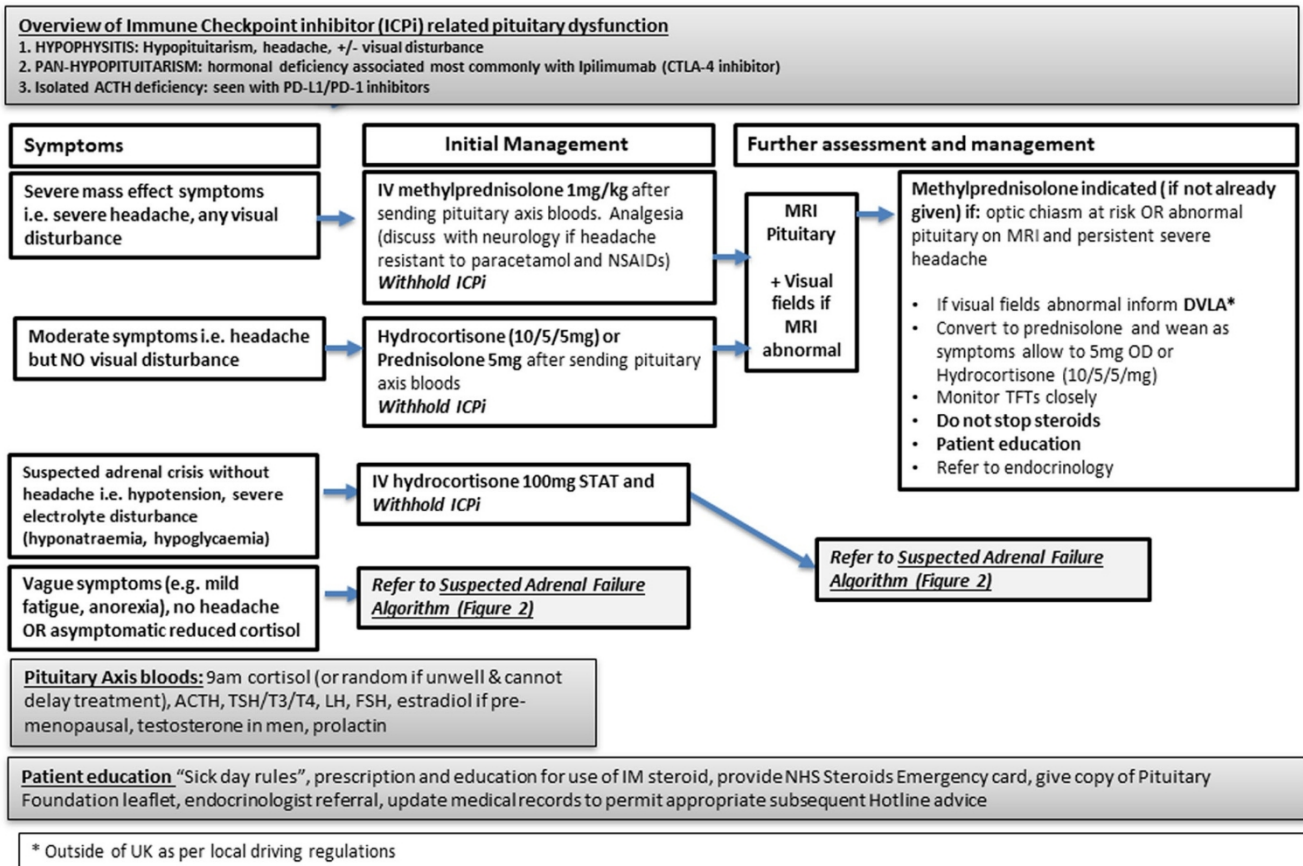 Overview of Immune Checkpoint inhibitor (ICPi) related pituitary dysfunction
1. HYPOPHYSITIS: Hypopituitarism, headache, +/- visual disturbance
2. PAN-HYPOPITUITARISM: hormonal deficiency associated most commonly with Ipilimumab (CTLA-4 inhibitor)
3. Isolated ACTH deficiency: seen with PD-L1/PD-1 inhibitors
Symptoms
Initial Management
Further assessment and management
Severe mass effect symptoms
i.e. severe headache, any visual
disturbance
IV methylprednisolone 1mg/kg after
sending pituitary axis bloods. Analgesia
(discuss with neurology if headache
resistant to paracetamol and NSAIDs)
Withhold ICPi
MRI
Pituitary
+ Visual
fields if
MRI
abnormal
Methylprednisolone indicated (if not already
given) if: optic chiasm at risk OR abnormal
pituitary on MRI and persistent severe
headache
• If visual fields abnormal inform DVLA*
• Convert to prednisolone and wean as
symptoms allow to 5mg OD or
Hydrocortisone (10/5/5/mg)
• Monitor TFTs closely
• Do not stop steroids
• Patient education
• Refer to endocrinology
Moderate symptoms i.e. headache
but NO visual disturbance
Hydrocortisone (10/5/5mg) or
Prednisolone 5mg after sending pituitary
axis bloods
Withhold ICPi
Suspected adrenal crisis without
headache i.e. hypotension, severe
electrolyte disturbance
(hyponatraemia, hypoglycaemia)
IV hydrocortisone 100mg STAT and
Withhold ICPi
Refer to Suspected Adrenal Failure
Algorithm (Figure 2)
Vague symptoms (e.g. mild
fatigue, anorexia), no headache
OR asymptomatic reduced cortisol
Refer to Suspected Adrenal Failure
Algorithm (Figure 2)
Pituitary Axis bloods: 9am cortisol (or random if unwell & cannot
delay treatment), ACTH, TSH/T3/T4, LH, FSH, estradiol if pre-
menopausal, testosterone in men, prolactin
Patient education "Sick day rules", prescription and education for use of IM steroid, provide NHS Steroids Emergency card, give copy of Pituitary
Foundation leaflet, endocrinologist referral, update medical records to permit appropriate subsequent Hotline advice
* Outside of UK as per local driving regulations